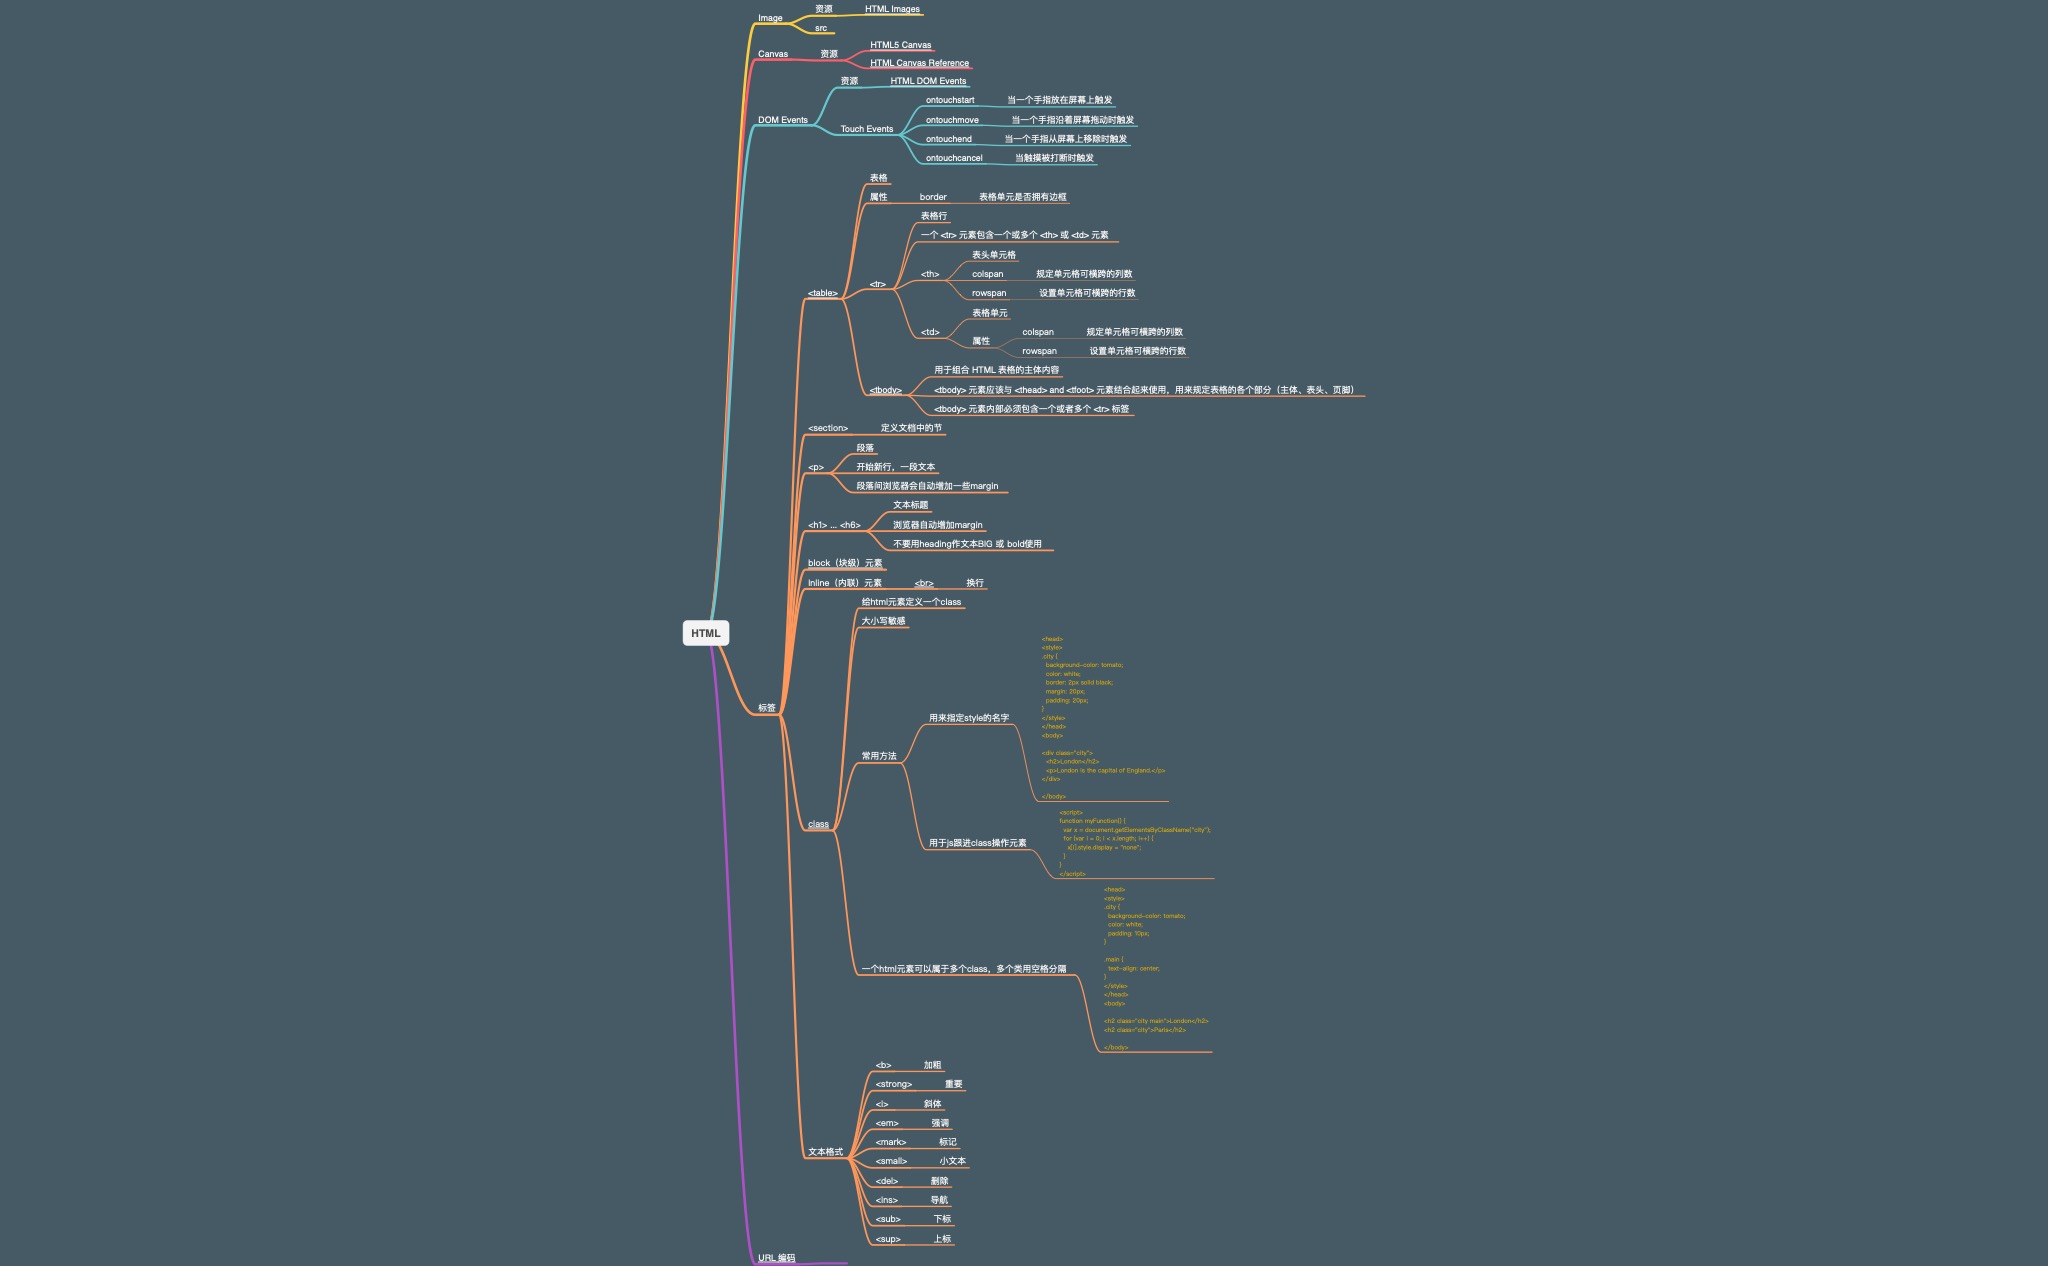 Image
资源
HTML Images
src
Canvas
资源
HTML5 Canvas
HTML Canvas Reference
DOM Events
资源
HTML DOM Events
Touch Events
ontouchstart
当一个手指放在屏幕上触发
ontouchmove
当一个手指沿着屏幕拖动时触发
ontouchend
当一个手指从屏幕上移除时触发
ontouchcancel
当触摸被打断时触发
HTML
标签
<table>
表格
属性
border
表格单元是否拥有边框
<tr>
表格行
一个 <tr> 元素包含一个或多个 <th> 或 <td> 元素
<th>
表头单元格
colspan
规定单元格可横跨的列数
rowspan
设置单元格可横跨的行数
<td>
表格单元
属性
colspan
规定单元格可横跨的列数
rowspan
设置单元格可横跨的行数
<tbody>
用于组合 HTML 表格的主体内容
<tbody> 元素应该与 <thead> and <tfoot> 元素结合起来使用，用来规定表格的各个部分（主体、表头、页脚）
<tbody> 元素内部必须包含一个或者多个 <tr> 标签
<section>
定义文档中的节
<p>
段落
开始新行，一段文本
段落间浏览器会自动增加一些margin
<h1> ... <h6>
文本标题
浏览器自动增加margin
不要用heading作文本BIG 或 bold使用
block（块级）元素
Inline（内联）元素
<br>
换行
class
给html元素定义一个class
大小写敏感
常用方法
用来指定style的名字
<head>
<style>
.city {
background-color: tomato;
color: white;
border: 2px solid black;
margin: 20px;
padding: 20px;
}
</style>
</head>
<body>
<div class="city">
<h2>London</h2>
<p>London is the capital of England.</p>
</div>
</body>
用于js跟进class操作元素
<script>
function myFunction() {
var x = document.getElementsByClassName("city");
for (var i = 0; i < x.length; i++) {
x[i].style.display = "none";
}
}
</script>
一个html元素可以属于多个class，多个类用空格分隔
<head>
<style>
.city {
background-color: tomato;
color: white;
padding: 10px;
}
.main {
text-align: center;
}
</style>
</head>
<body>
<h2 class="city main">London</h2>
<h2 class="city">Paris</h2>
</body>
文本格式
<b>
加粗
<strong>
重要
<i>
斜体
<em>
强调
<mark>
标记
<small>
小文本
<del>
删除
<ins>
导航
<sub>
下标
<sup>
上标
URL 编码